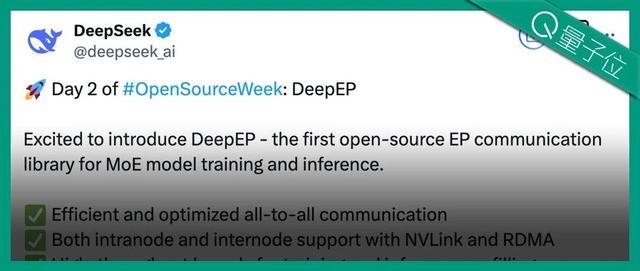 DeepSeek
@deepseek_ai
量子位
🚀 Day 2 of #OpenSourceWeek: DeepEP
Excited to introduce DeepEP - the first open-source EP communication
library for MoE model training and inference.
✅ Efficient and optimized all-to-all communication
✅ Both intranode and internode support with NVLink and RDMA